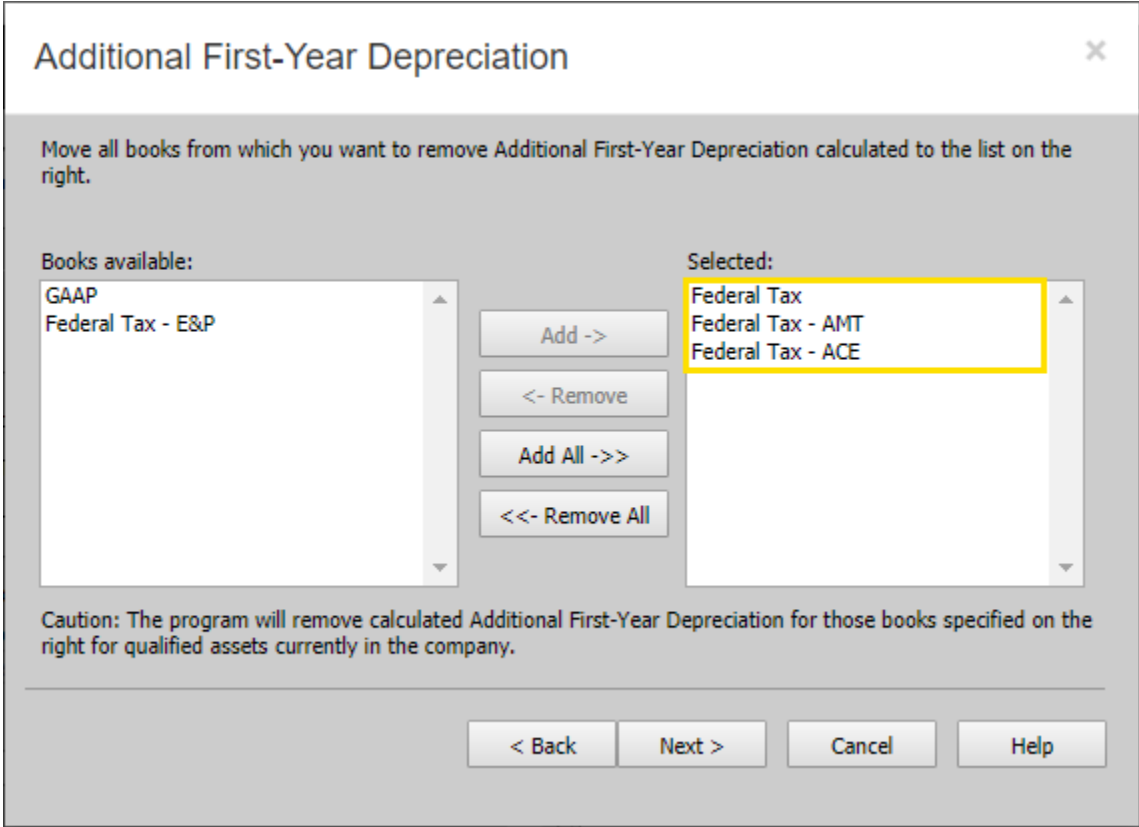 Additional First-Year Depreciation
Move all books from which you want to remove Additional First-Year Depreciation calculated to the list on the
right.
Books available:
GAAP
Federal Tax - E&P
Add ->
<- Remove
Add All ->>
<<- Remove All
Selected:
Federal Tax
Federal Tax - AMT
Federal Tax - ACE
Caution: The program will remove calculated Additional First-Year Depreciation for those books specified on the
right for qualified assets currently in the company.
< Back
Next >
Cancel
Help